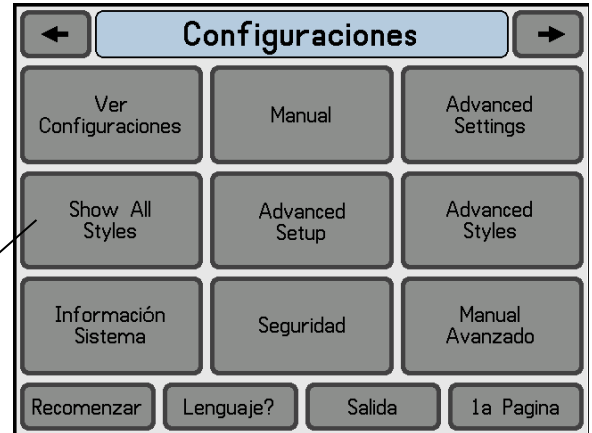 Configuraciones
Ver
Configuraciones
Manual
Advanced
Settings
Show All
Styles
Advanced
Setup
Advanced
Styles
Información
Sistema
Seguridad
Manual
Avanzado
Recomenzar
Lenguaje?
Salida
1a Pagina